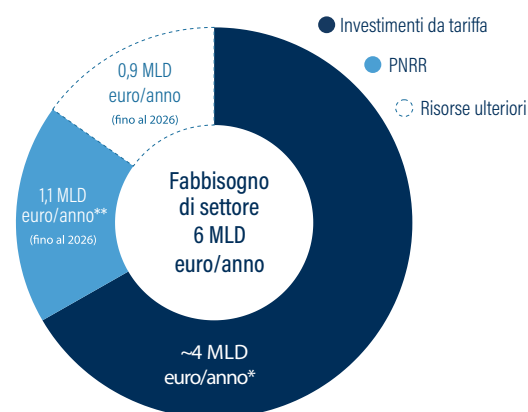 Investimenti da tariffa
PNRR
Risorse ulteriori
0,9 MLD
euro/anno
(fino al 2026)
1,1 MLD
euro/anno**
(fino al 2026)
Fabbisogno
di settore
6 MLD
euro/anno
~4 MLD
euro/anno*